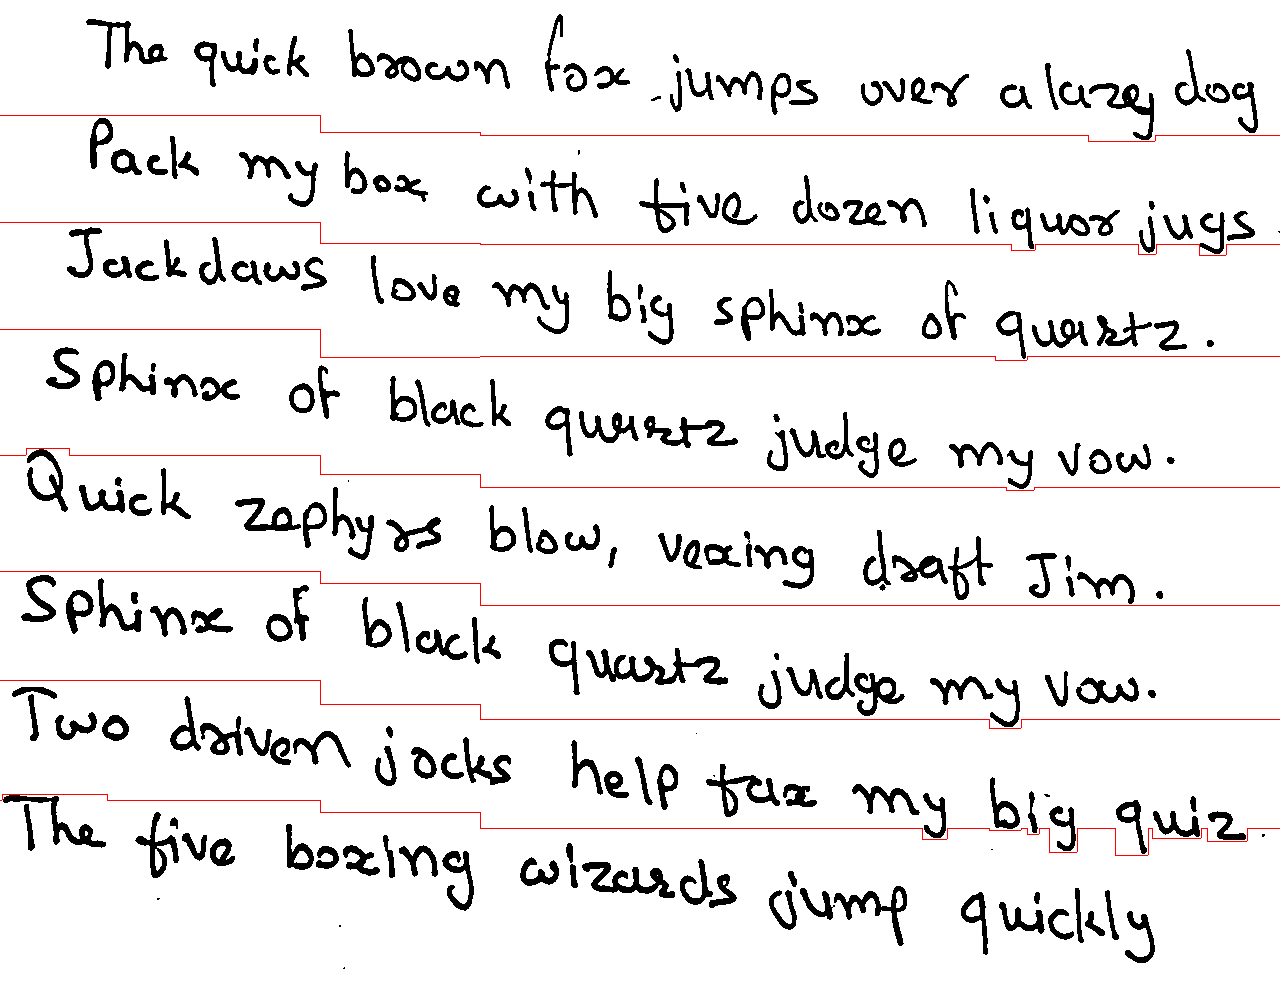 The quick brown fox jumps over a lazy dog
Pack my box with five dozen liquor jugs.
Jackdaws love my big sphinx of quartz.
Sphinx of black quartz judge my vow.
Quick zephyrs blow, vexing draft Jim.
Sphinx of black quartz judge my vow.
Two driven jocks help fax my big quiz.
The five boxing wizards jump quickly